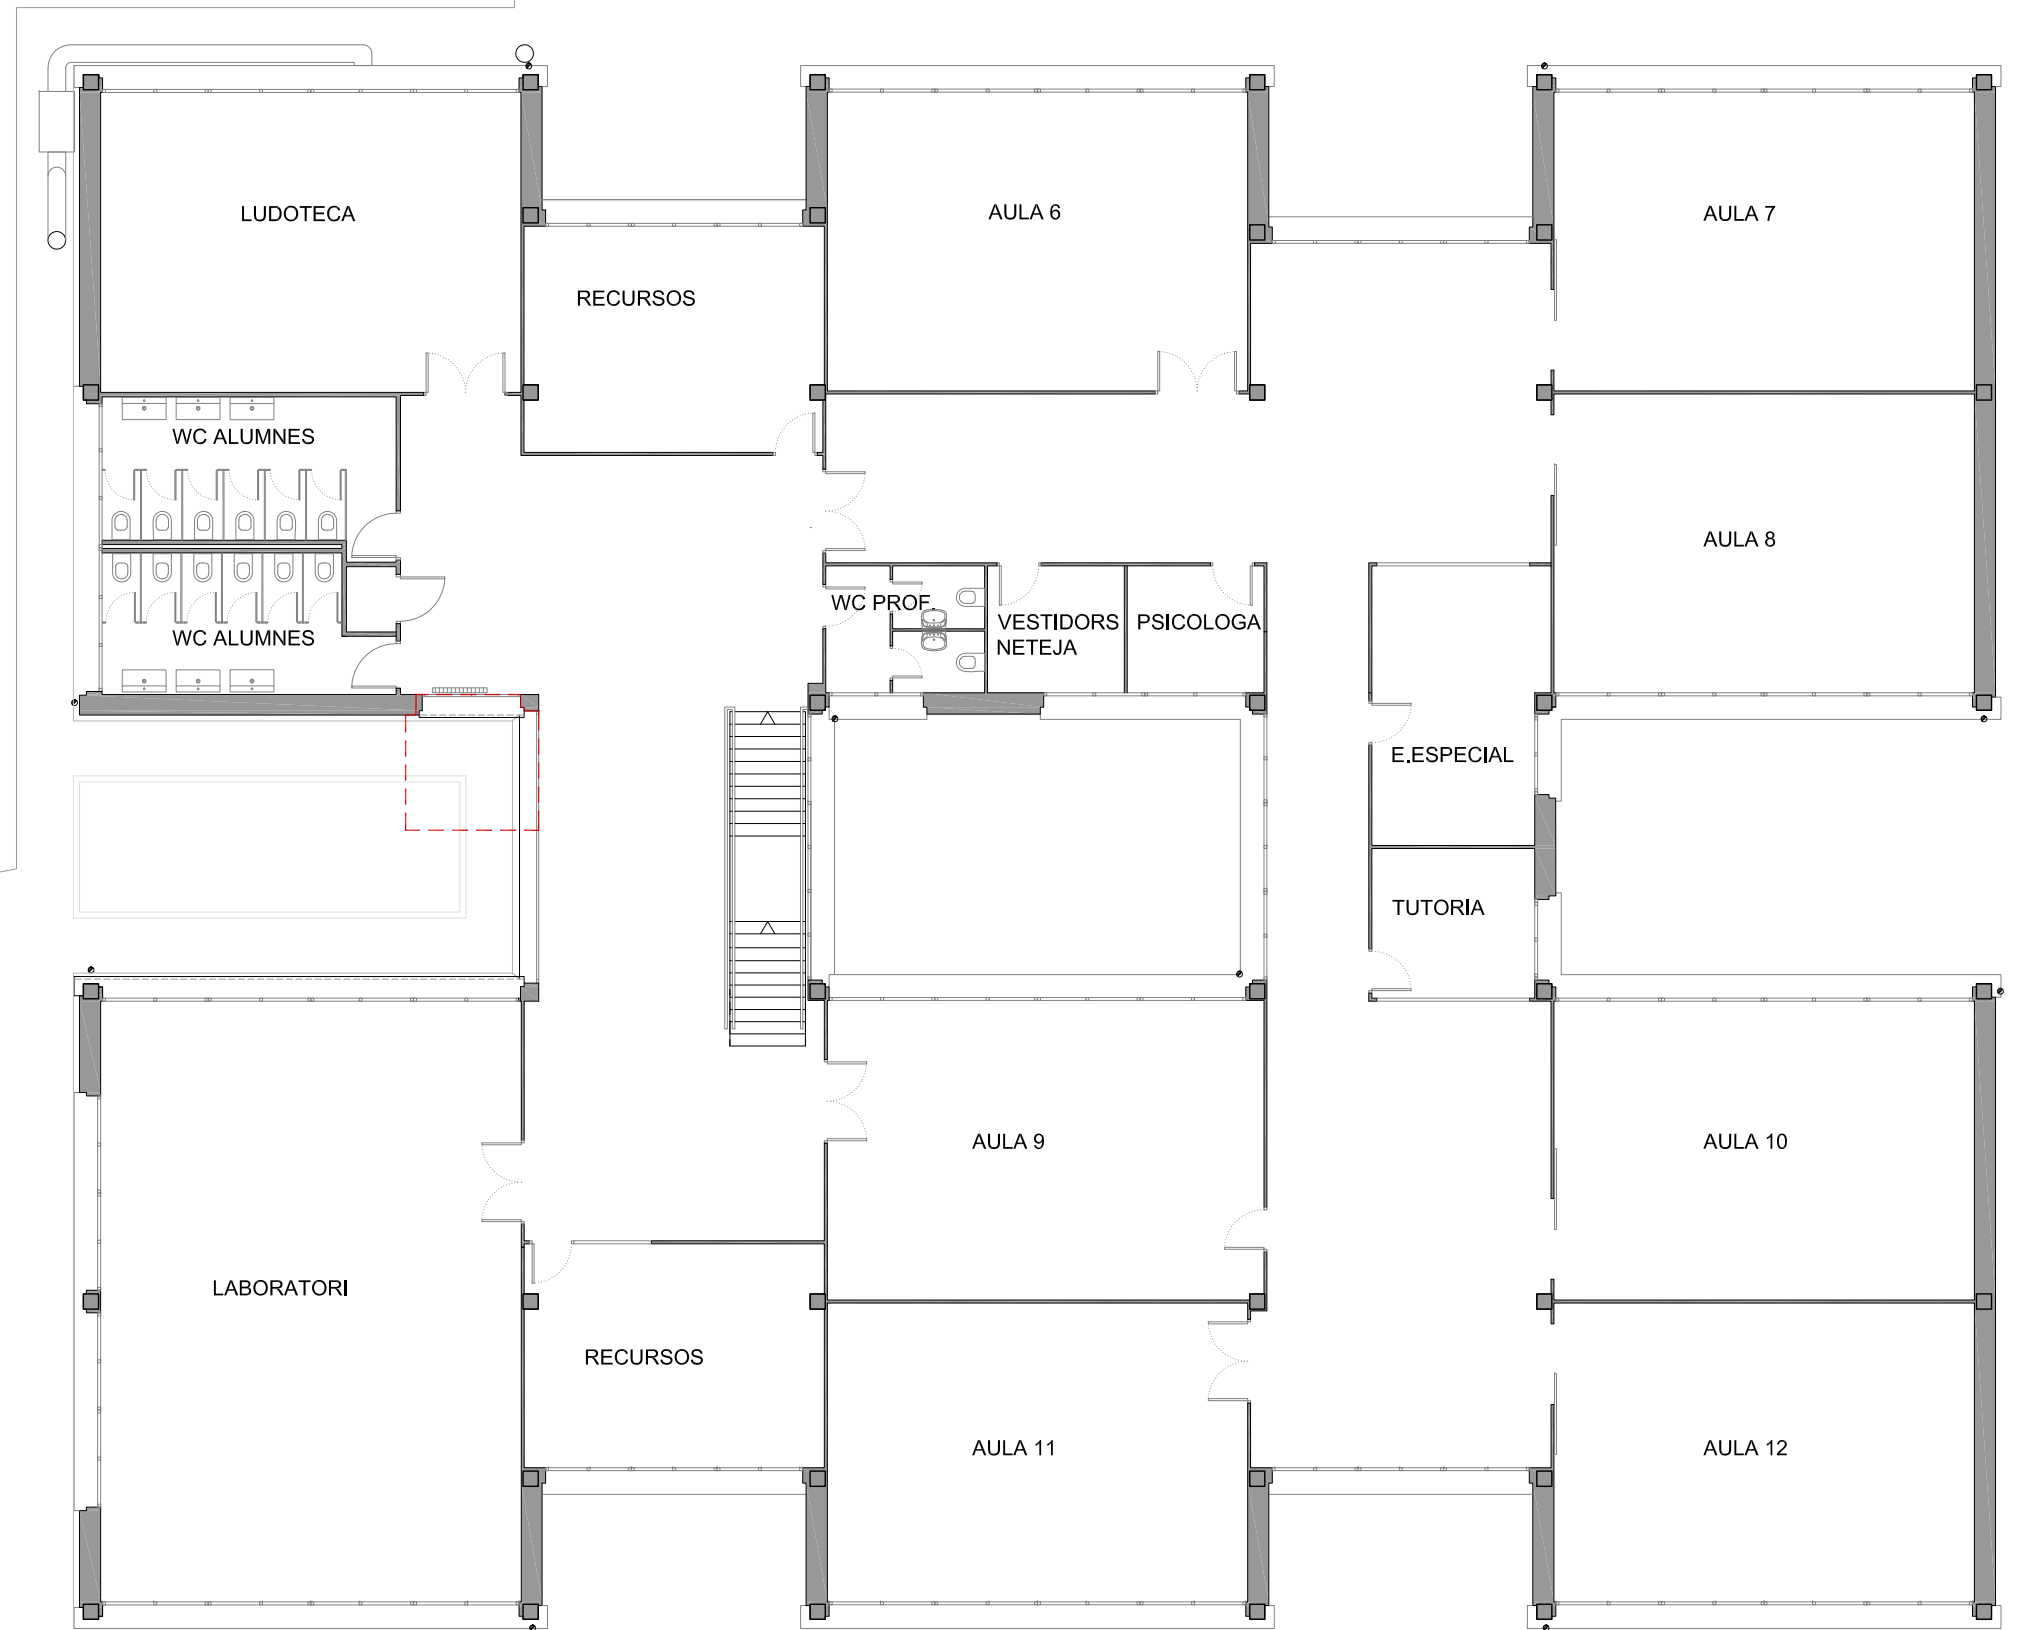 LUDOTECA
AULA 6
AULA 7
RECURSOS
WC ALUMNES
AULA 8
WC PROF.
VESTIDORS
NETEJA
PSICOLOGA
WC ALUMNES
E.ESPECIAL
TUTORIA
AULA 9
AULA 10
LABORATORI
RECURSOS
AULA 11
AULA 12